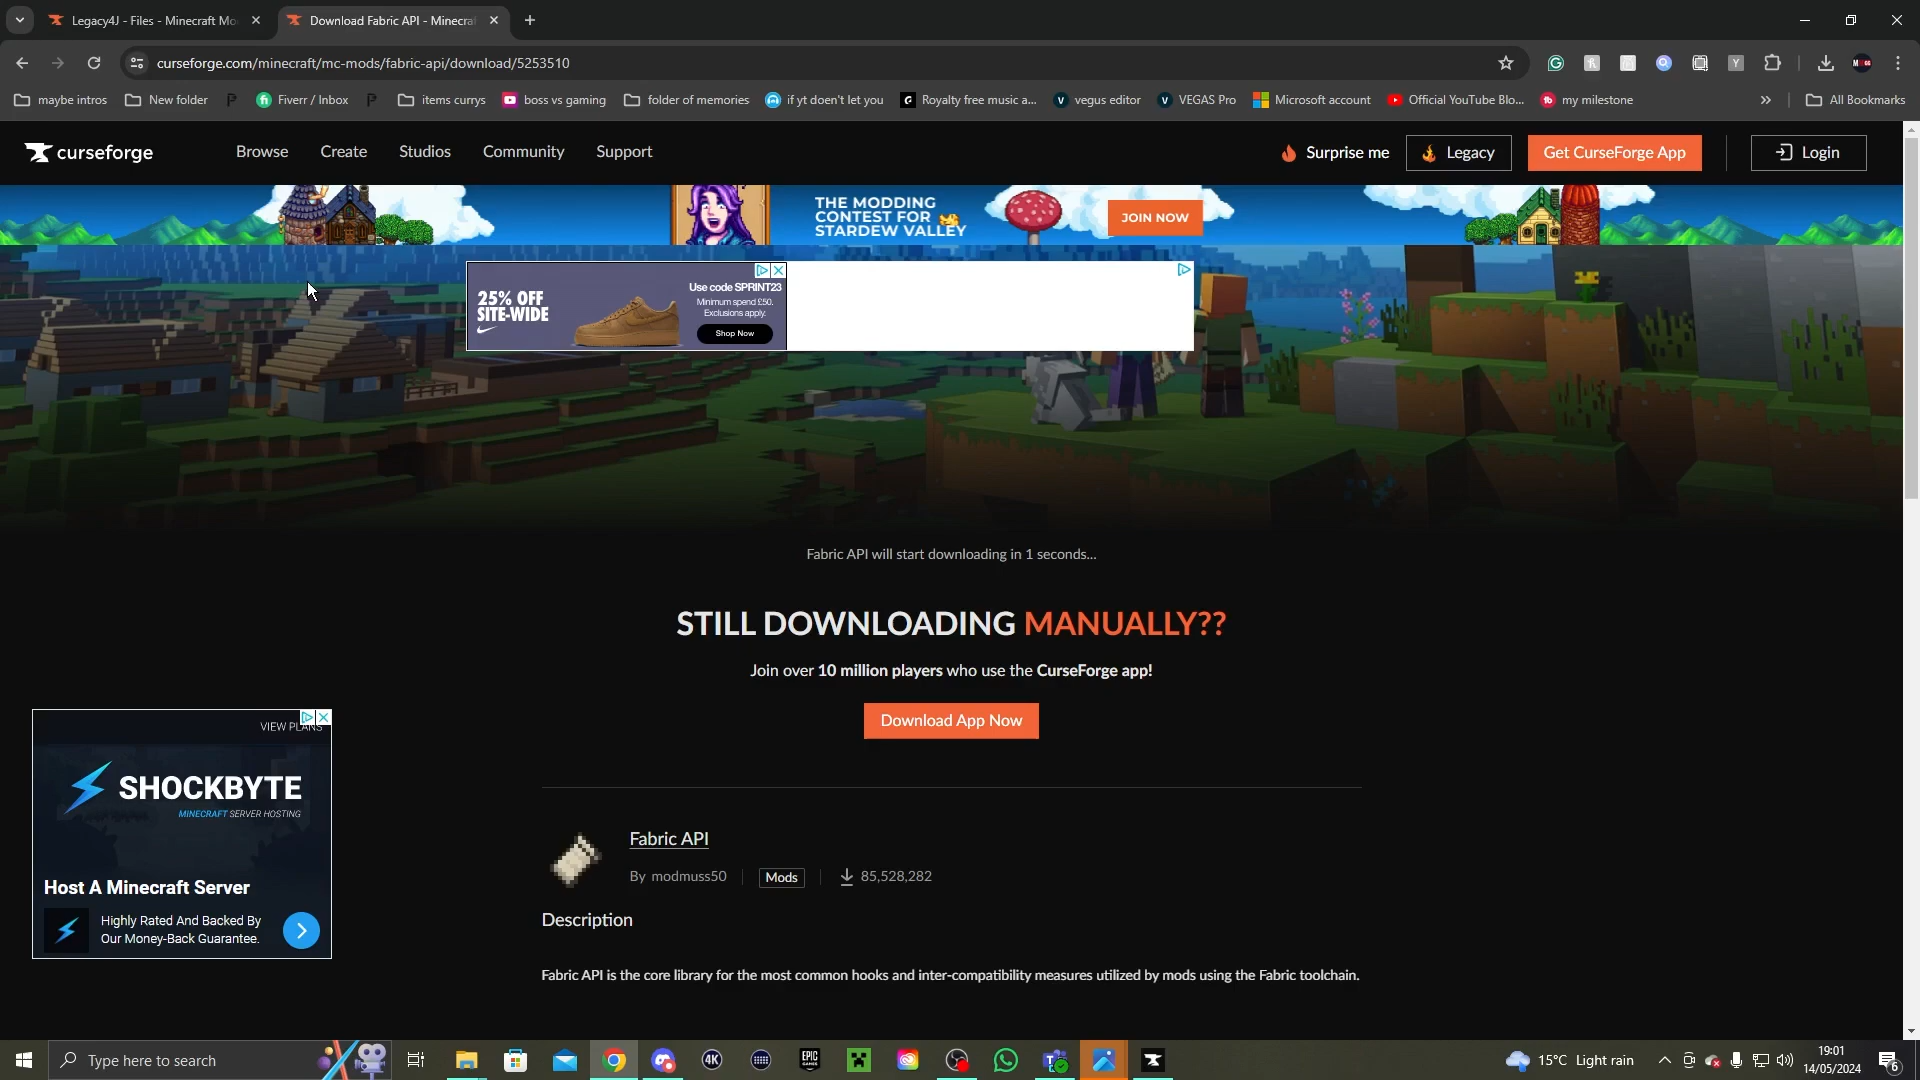 Legacy4J - Files - Minecraft Mo
Download Fabric API - Minecra
curseforge.com/minecraft/mc-mods/fabric-api/download/5253510
maybe intros
New folder
Fiverr / Inbox
items currys
boss vs gaming
folder of memories
if yt doen't let you
Royalty free music a...
vegus editor
VEGAS Pro
Microsoft account
Official YouTube Blo...
my milestone
»
All Bookmarks
curseforge
Browse
Create
Studios
Community
Support
Surprise me
Legacy
Get CurseForge App
Login
THE MODDING
CONTEST FOR
STARDEW VALLEY
JOIN NOW
25% OFF
SITE-WIDE
Use code SPRINT23
Minimum spend £50.
Exclusions apply.
Shop Now
Fabric API will start downloading in 1 seconds...
STILL DOWNLOADING MANUALLY??
Join over 10 million players who use the CurseForge app!
Download App Now
VIEW PLANS
SHOCKBYTE
MINECRAFT SERVER HOSTING
Host A Minecraft Server
Highly Rated And Backed By
Our Money-Back Guarantee.
Fabric API
By modmuss50
Mods
85,528,282
Description
Fabric API is the core library for the most common hooks and inter-compatibility measures utilized by mods using the Fabric toolchain.
Type here to search
4K
EPIC
GAMES
15°C Light rain
19:01
14/05/2024
6